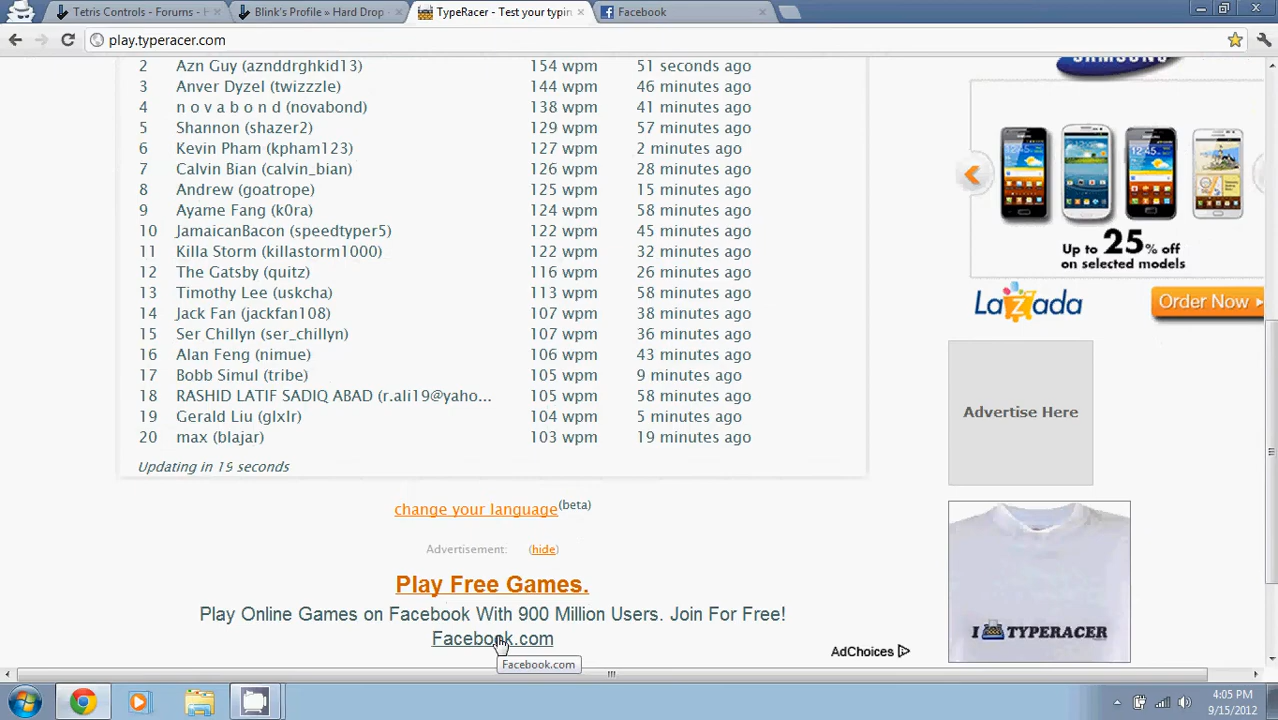 Tetris Controls - Forums - H
Blink's Profile » Hard Drop -
TypeRacer - Test your typin
Facebook
play.typeracer.com
2 Azn Guy (aznddrghkid13) 154 wpm 51 seconds ago
3 Anver Dyzel (twizzzle) 144 wpm 46 minutes ago
4 n o v a b o n d (novabond) 138 wpm 41 minutes ago
5 Shannon (shazer2) 129 wpm 57 minutes ago
6 Kevin Pham (kpham123) 127 wpm 2 minutes ago
7 Calvin Bian (calvin_bian) 126 wpm 28 minutes ago
8 Andrew (goatrope) 125 wpm 15 minutes ago
9 Ayame Fang (k0ra) 124 wpm 58 minutes ago
10 JamaicanBacon (speedtyper5) 122 wpm 45 minutes ago
11 Killa Storm (killastorm1000) 122 wpm 32 minutes ago
12 The Gatsby (quitz) 116 wpm 26 minutes ago
13 Timothy Lee (uskcha) 113 wpm 58 minutes ago
14 Jack Fan (jackfan108) 107 wpm 38 minutes ago
15 Ser Chillyn (ser_chillyn) 107 wpm 36 minutes ago
16 Alan Feng (nimue) 106 wpm 43 minutes ago
17 Bobb Simul (tribe) 105 wpm 9 minutes ago
18 RASHID LATIF SADIQ ABAD (r.ali19@yaho... 105 wpm 58 minutes ago
19 Gerald Liu (glxlr) 104 wpm 5 minutes ago
20 max (blajar) 103 wpm 19 minutes ago
Updating in 19 seconds
change your language (beta)
Advertisement: (hide)
Play Free Games.
Play Online Games on Facebook With 900 Million Users. Join For Free!
Facebook.com
Facebook.com
AdChoices
SAMSUNG
Up to 25% off
on selected models
Lazada
Order Now
Advertise Here
I TYPERACER
4:05 PM
9/15/2012